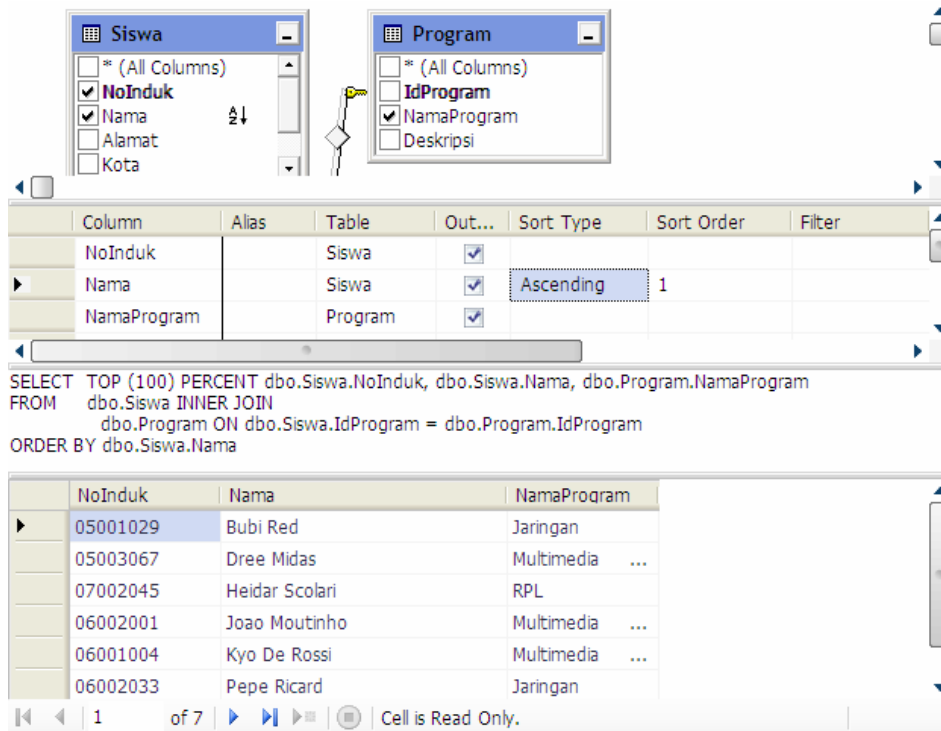 Siswa
* (All Columns)
NoInduk
Nama
Alamat
Kota
Program
* (All Columns)
IdProgram
NamaProgram
Deskripsi
Column Alias Table Out... Sort Type Sort Order Filter
NoInduk Siswa
Nama Siswa Ascending 1
NamaProgram Program
SELECT TOP (100) PERCENT dbo.Siswa.NoInduk, dbo.Siswa.Nama, dbo.Program.NamaProgram
FROM dbo.Siswa INNER JOIN
dbo.Program ON dbo.Siswa.IdProgram = dbo.Program.IdProgram
ORDER BY dbo.Siswa.Nama
NoInduk Nama NamaProgram
05001029 Bubi Red Jaringan
05003067 Dree Midas Multimedia ...
07002045 Heidar Scolari RPL
06002001 Joao Moutinho Multimedia ...
06001004 Kyo De Rossi Multimedia ...
06002033 Pepe Ricard Jaringan
1 of 7 Cell is Read Only.